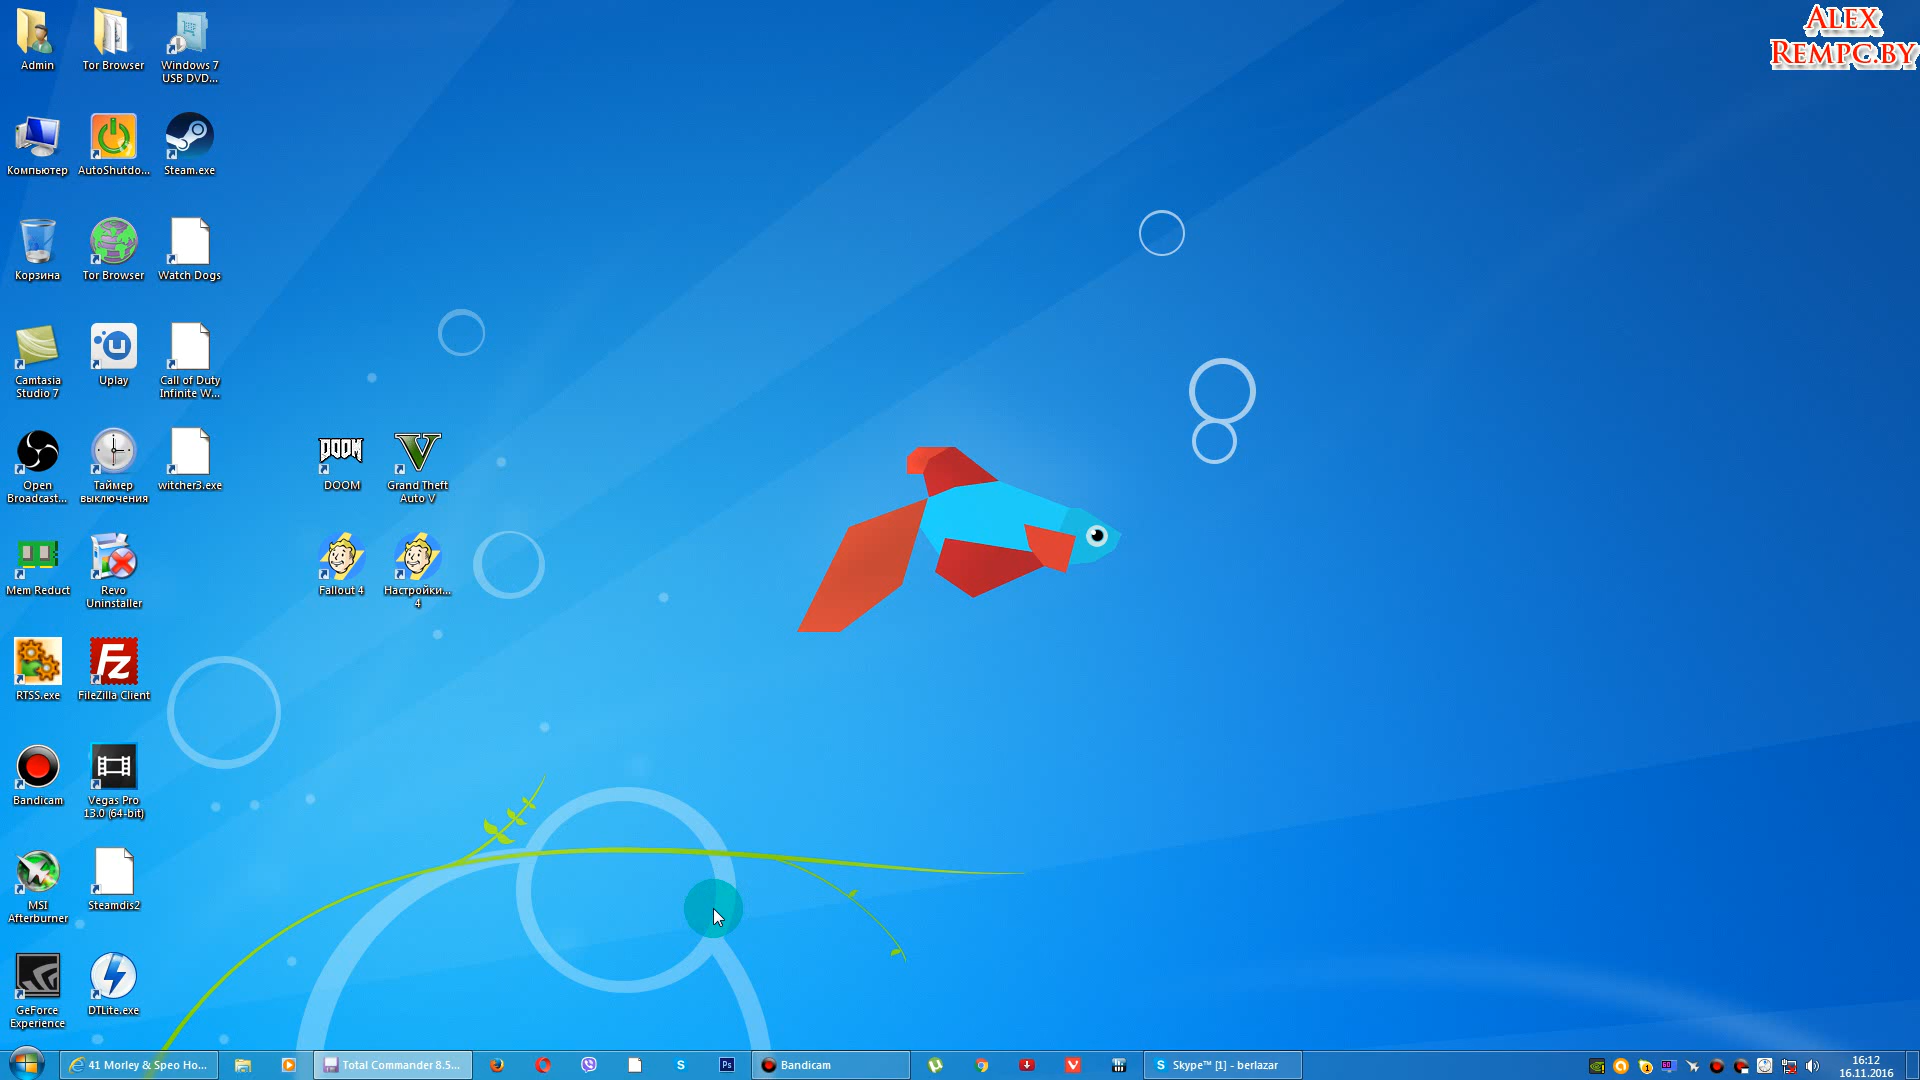 Alex
Rempc.by
Admin
Tor Browser
Windows 7
USB DVD...
Компьютер
AutoShutdo...
Steam.exe
Корзина
Tor Browser
Watch Dogs
Camtasia
Studio 7
Uplay
Call of Duty
Infinite W...
Open
Broadcast...
Таймер
выключения
witcher3.exe
DOOM
DOOM
Grand Theft
Auto V
Mem Reduct
Revo
Uninstaller
Fallout 4
Настройки...
4
RTSS.exe
FileZilla Client
Bandicam
Vegas Pro
13.0 (64-bit)
MSI
Afterburner
Steamdis2
GeForce
Experience
DTLite.exe
41 Morley & Speo Ho...
Total Commander 8.5...
Ps
Bandicam
Skype™ [1] - berlazar
16:12
16.11.2016